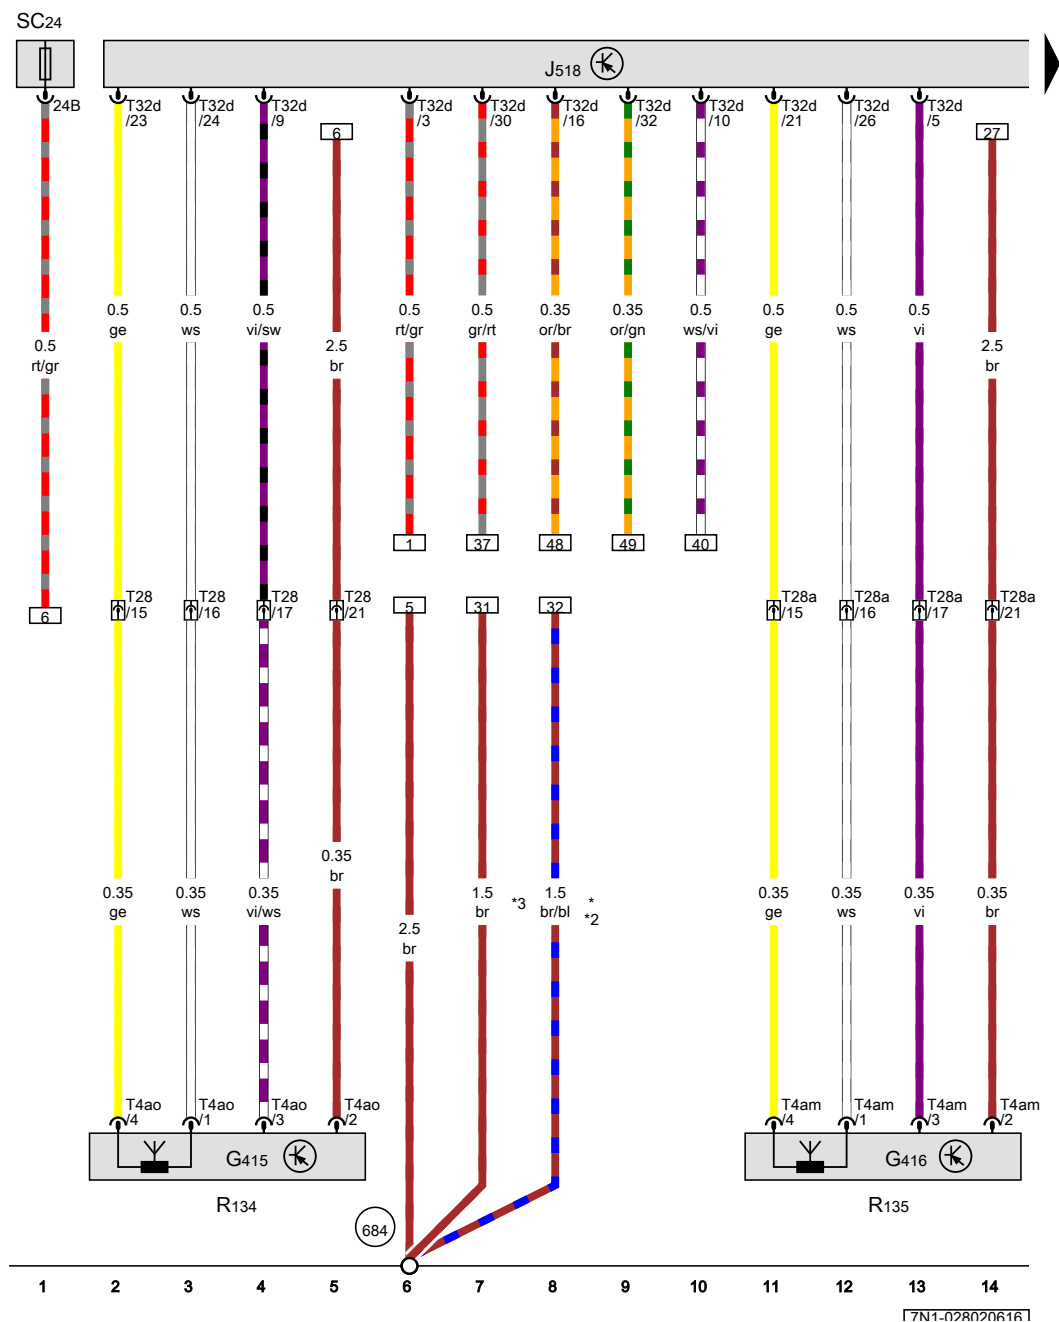 SC24
J518
24B T32d T32d T32d T32d T32d T32d T32d T32d T32d T32d T32d
/23 /24 /9 /3 /30 /16 /32 /10 /21 /26 /5
6 27
0.5 0.5 0.5 0.5 0.5 0.35 0.35 0.5 0.5 0.5 0.5
ge ws vi/sw rt/gr gr/rt or/br or/gn ws/vi ge ws vi
0.5 2.5 2.5
rt/gr br br
1 37 48 49 40
T28 T28 T28 T28 T28a T28a T28a T28a
/15 /16 /17 /21 /15 /16 /17 /21
6 5 31 32
0.35
br
0.35 0.35 0.35 1.5 *3 1.5 * 0.35 0.35 0.35 0.35
ge ws vi/ws br br/bl *2 ge ws vi br
2.5
br
T4ao T4ao T4ao T4ao T4am T4am T4am T4am
/4 /1 /3 /2 /4 /1 /3 /2
G415 G416
R134 R135
684
1 2 3 4 5 6 7 8 9 10 11 12 13 14
7N1-028020616